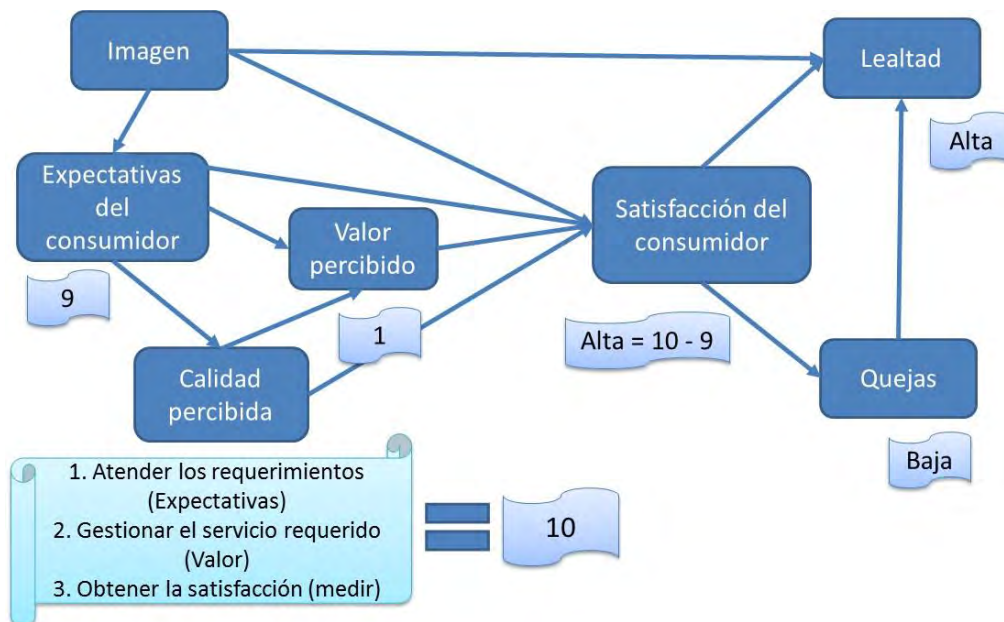 Imagen
Lealtad
Alta
Expectativas
del
consumidor
Valor
percibido
Satisfacción del
consumidor
9
1
Alta = 10 - 9
Calidad
percibida
Quejas
Baja
1. Atender los requerimientos
(Expectativas)
2. Gestionar el servicio requerido
(Valor)
3. Obtener la satisfacción (medir)
10